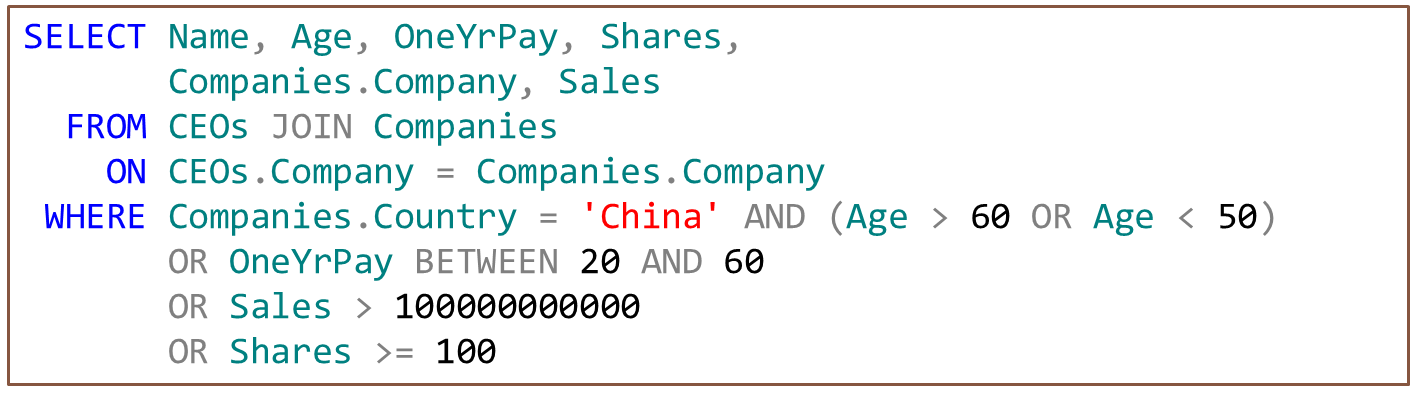 SELECT Name, Age, OneYrPay, Shares,
Companies.Company, Sales
FROM CEOs JOIN Companies
ON CEOs.Company = Companies.Company
WHERE Companies.Country = 'China' AND (Age > 60 OR Age < 50)
OR OneYrPay BETWEEN 20 AND 60
OR Sales > 100000000000
OR Shares >= 100